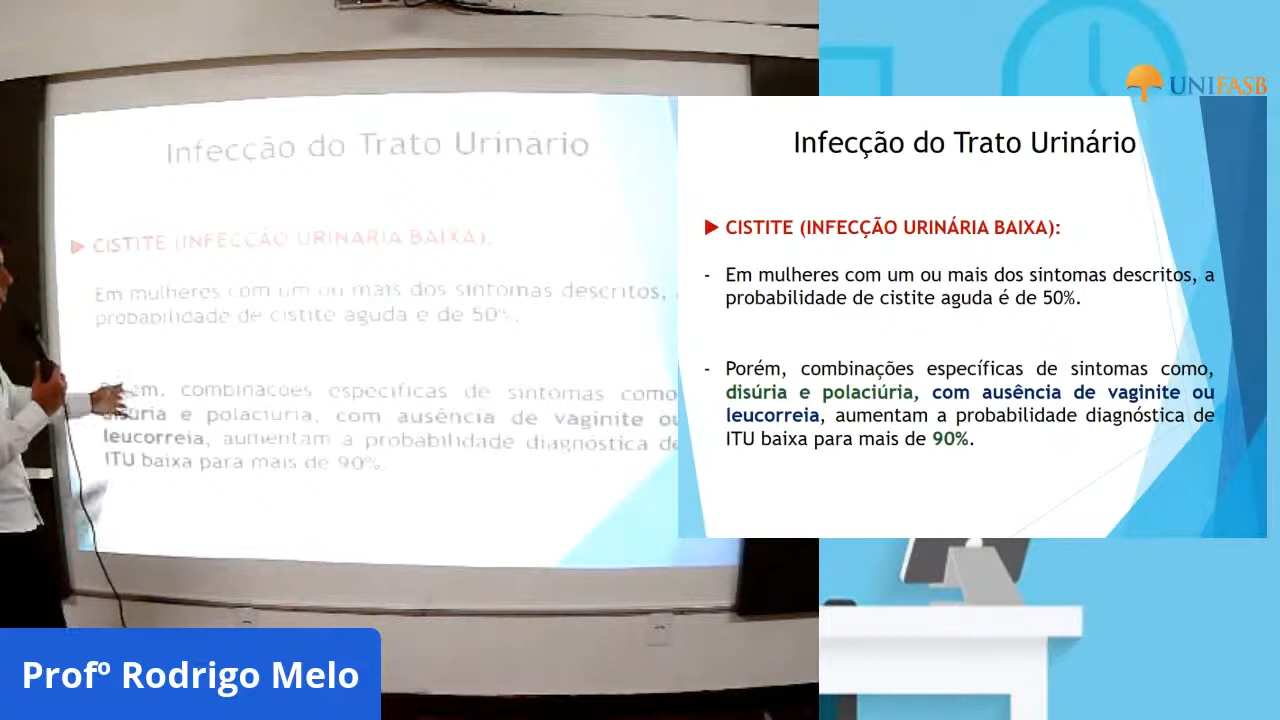 UNIFASB
Infecção do Trato Urinário
CISTITE (INFECÇÃO URINARIA BAIXA):
Em mulheres com um ou mais dos sintomas descritos,
probabilidade de cistite aguda e de 50%.
combinações específicas de sintomas como,
disúria e polaciúria, com ausência de vaginite ou
leucorreia, aumentam a probabilidade diagnóstica de
ITU baixa para mais de 90%.
Infecção do Trato Urinário
CISTITE (INFECÇÃO URINÁRIA BAIXA):
- Em mulheres com um ou mais dos sintomas descritos, a
probabilidade de cistite aguda é de 50%.
- Porém, combinações específicas de sintomas como,
disúria e polaciúria, com ausência de vaginite ou
leucorreia, aumentam a probabilidade diagnóstica de
ITU baixa para mais de 90%.
Profº Rodrigo Melo